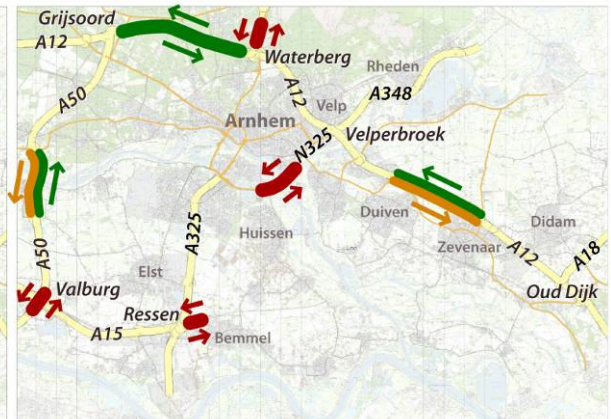 Grijsoord
A12
Waterberg
Rheden
A50
A12
Velp
A348
Arnhem
Velperbroek
N325
Duiven
Didam
A50
A325
Huissen
Zevenaar
A12
A18
Elst
Oud Dijk
Valburg
Ressen
A15
Bemmel